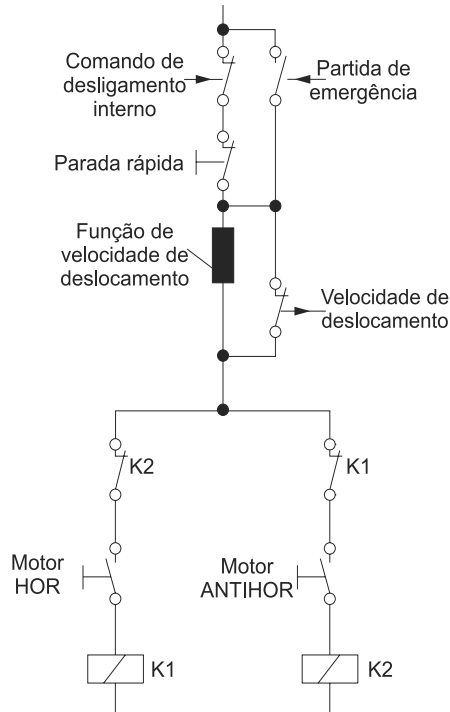 Comando de
desligamento
interno
Partida de
emergência
Parada rápida
Função de
velocidade de
deslocamento
Velocidade de
deslocamento
K2
K1
Motor
HOR
Motor
ANTIHOR
K1
K2